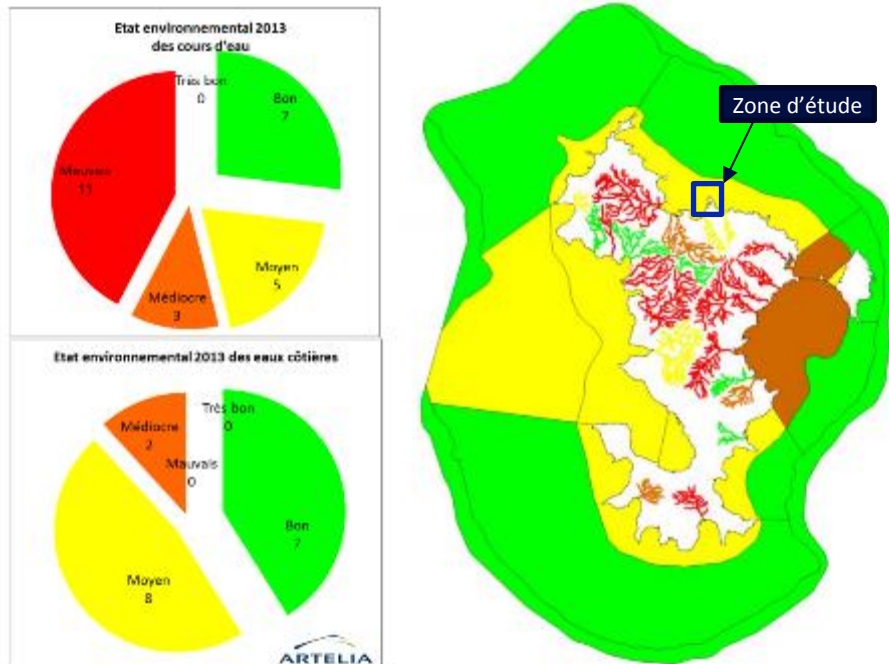 Etat environnemental 2013
des cours d'eau
Très bon
0
Bon
7
Mauvais
11
Moyen
5
Médiocre
3
Etat environnemental 2013 des eaux côtières
Très bon
0
Médiocre
2
Mauvais
0
Bon
7
Moyen
8
ARTELIA
Zone d'étude